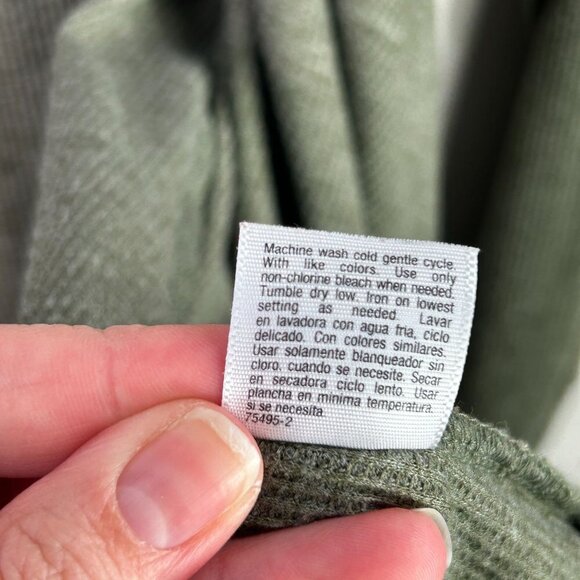 Machine wash cold gentle cycle.
With like colors. Use only
non-chlorine bleach when needed.
Tumble dry low. Iron on lowest
setting as needed. Lavar
en lavadora con agua fria, ciclo
delicado. Con colores similares.
Usar solamente blanqueador sin
cloro, cuando se necesite. Secar
en secadora ciclo lento. Usar
plancha en minima temperatura,
si se necesita.
75495-2